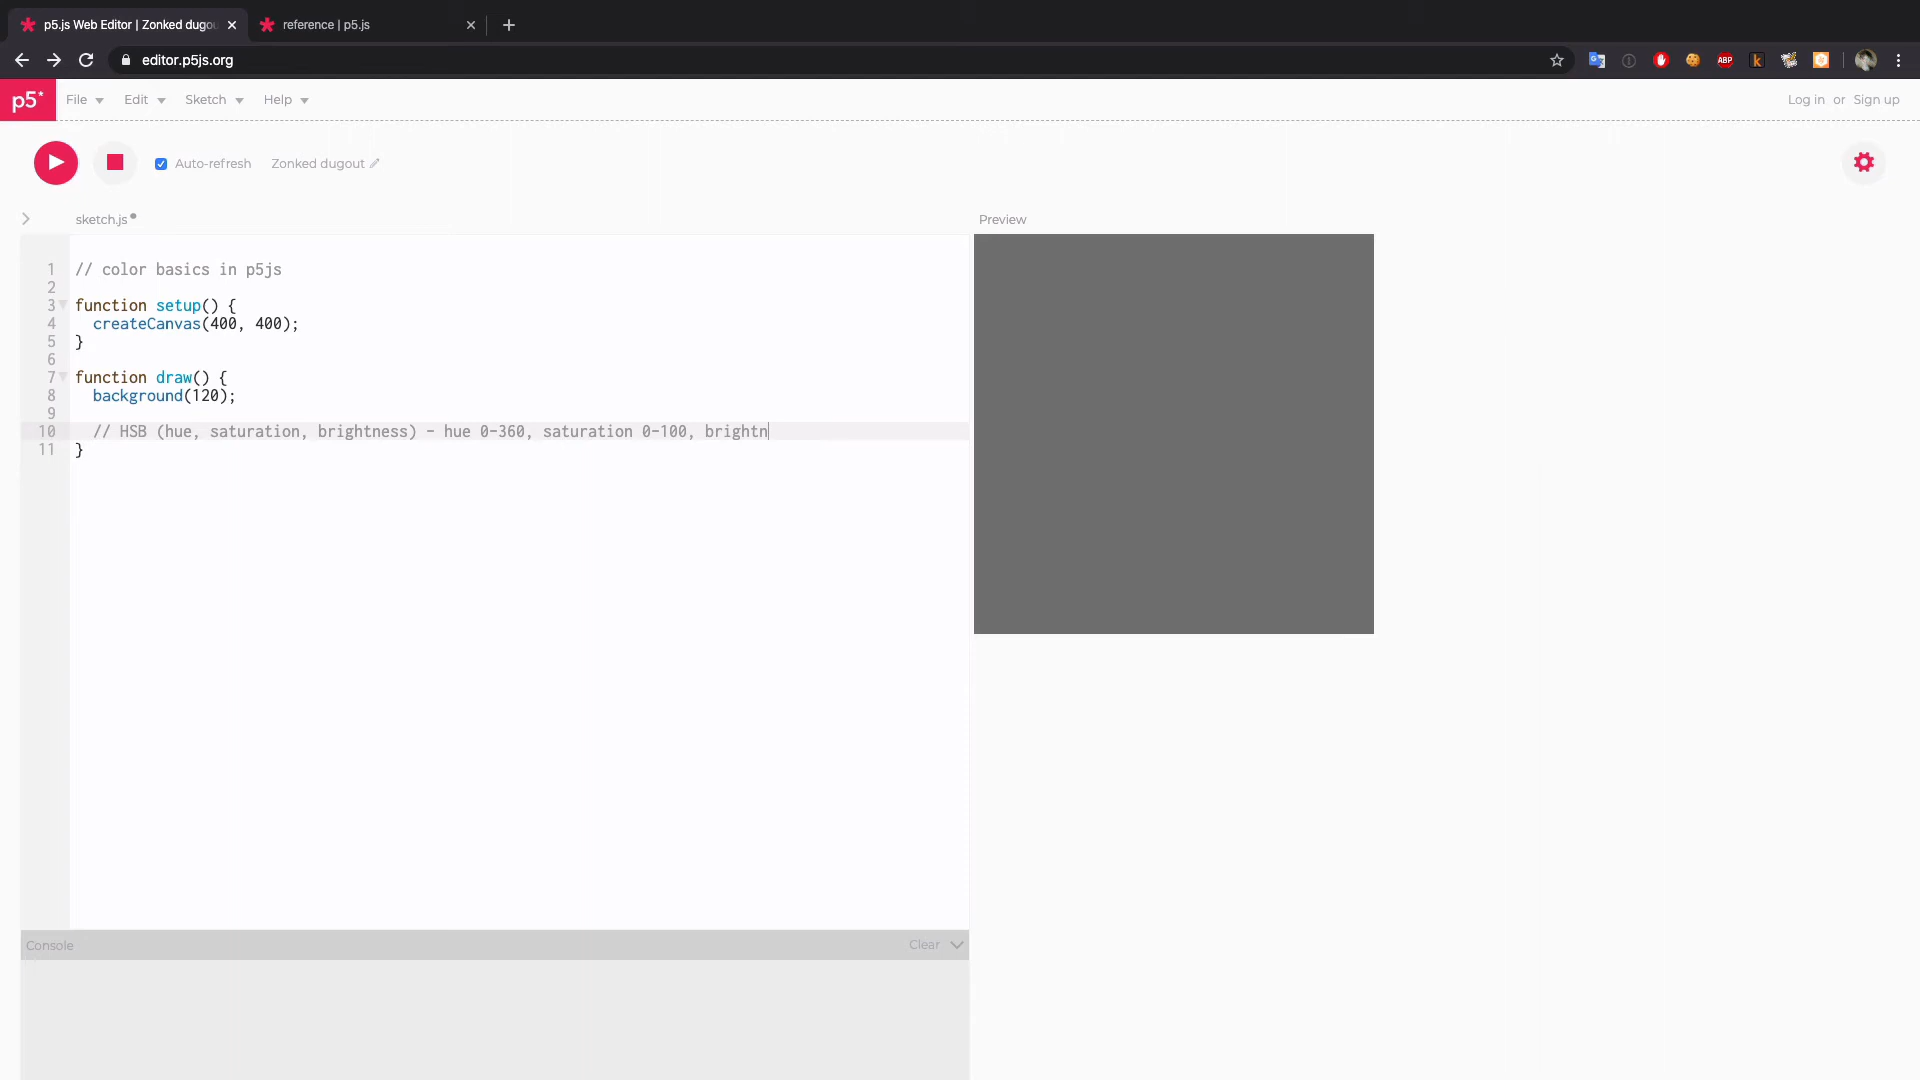 p5.js Web Editor | Zonked dugou
reference | p5.js
editor.p5js.org
ABP
k
p5*
File
Edit
Sketch
Help
Log in or Sign up
Auto-refresh
Zonked dugout
sketch.js
Preview
1 // color basics in p5js
2
3 function setup() {
4 createCanvas(400, 400);
5 }
6
7 function draw() {
8 background(120);
9
10 // HSB (hue, saturation, brightness) - hue 0-360, saturation 0-100, brightn
11 }
Console
Clear